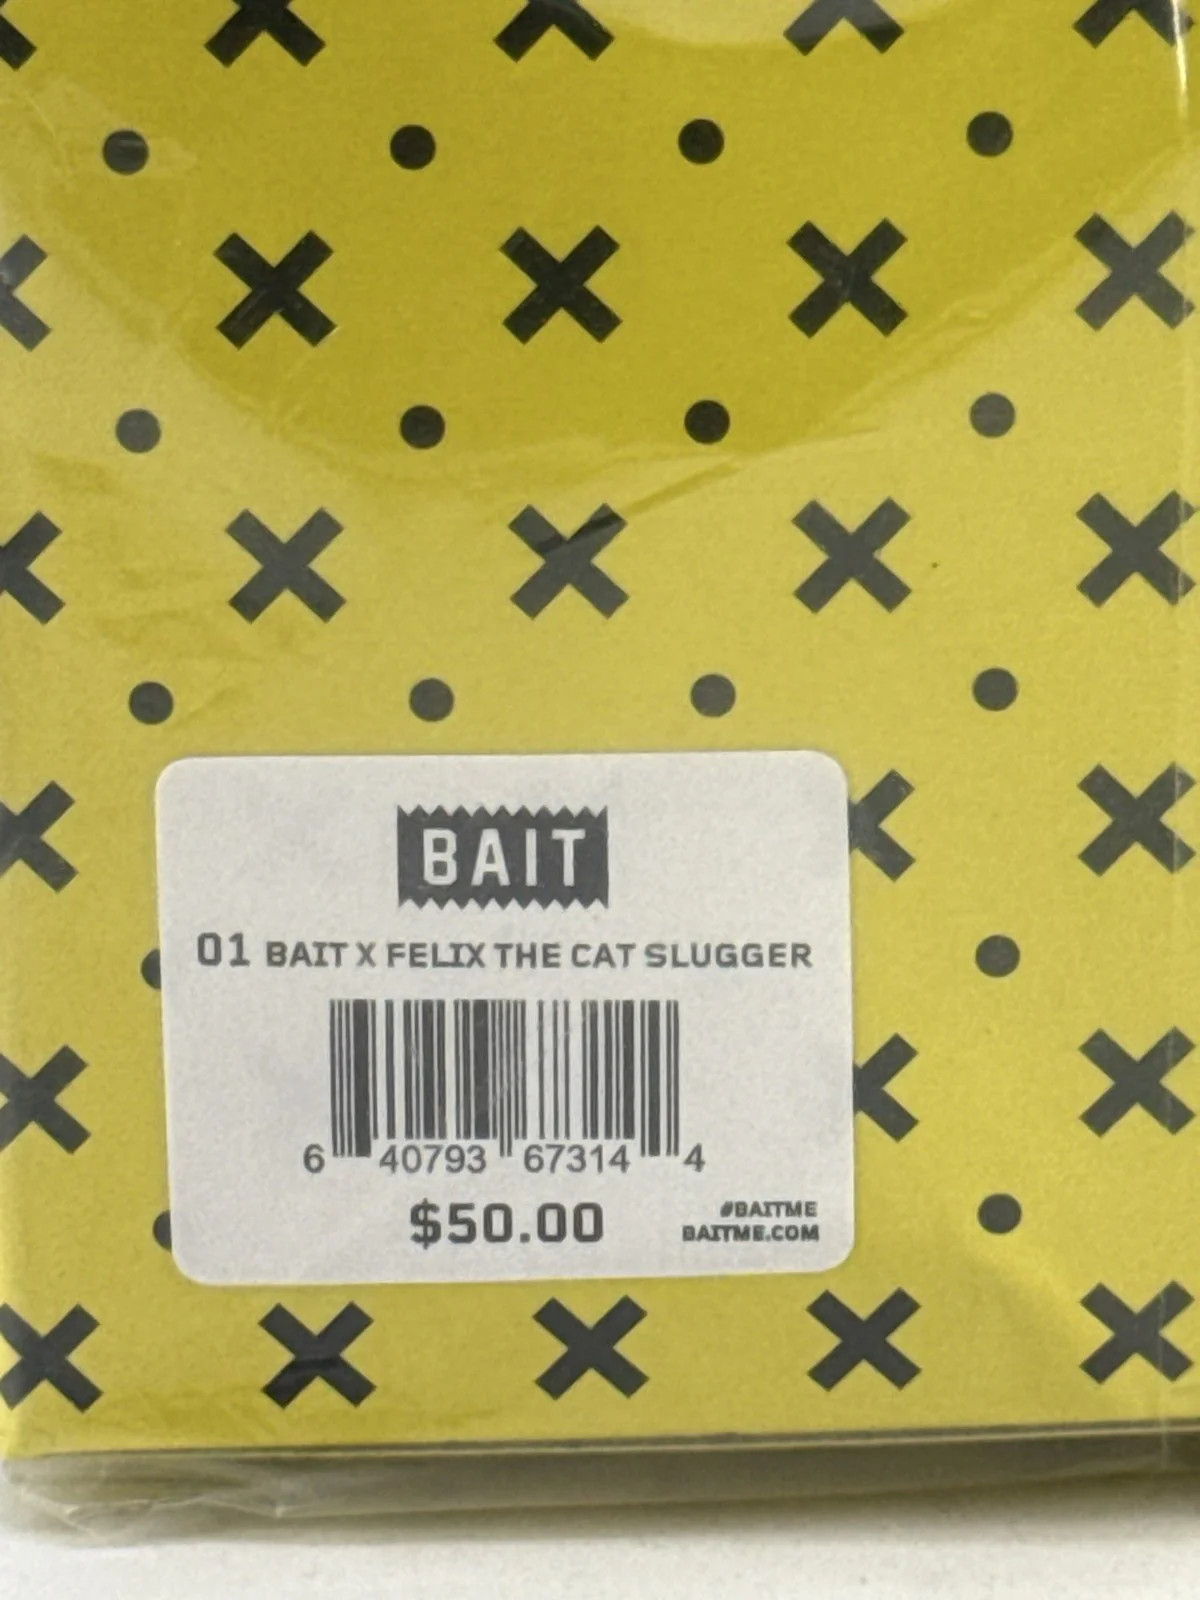 BAIT
01 BAIT X FELIX THE CAT SLUGGER
6 40793 67314 4
$50.00
#BAITME
BAITME.COM